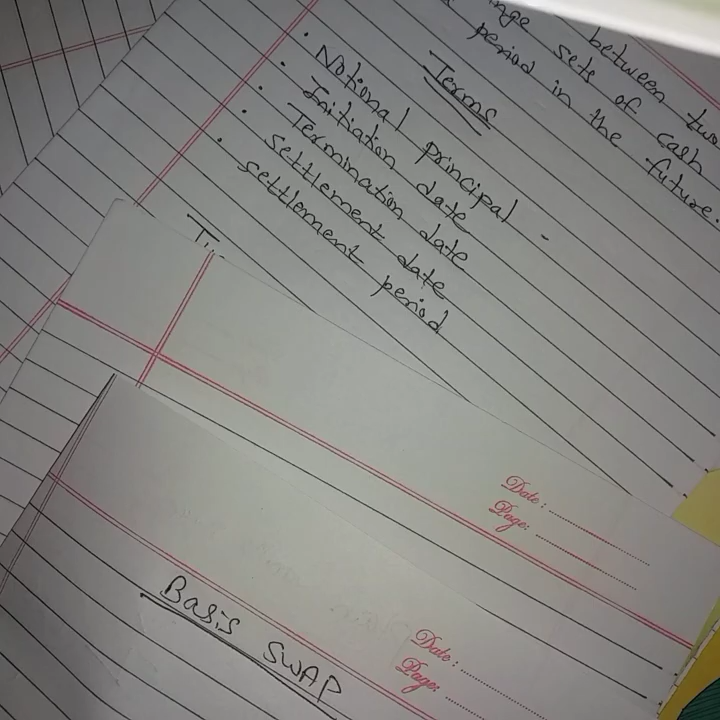 between two
sets of cash
period in the future.
Terms
Notional principal -
Initiation date
Termination date
settlement date
settlement period
Date:
Page:
Basis SWAP
Date:
Page: